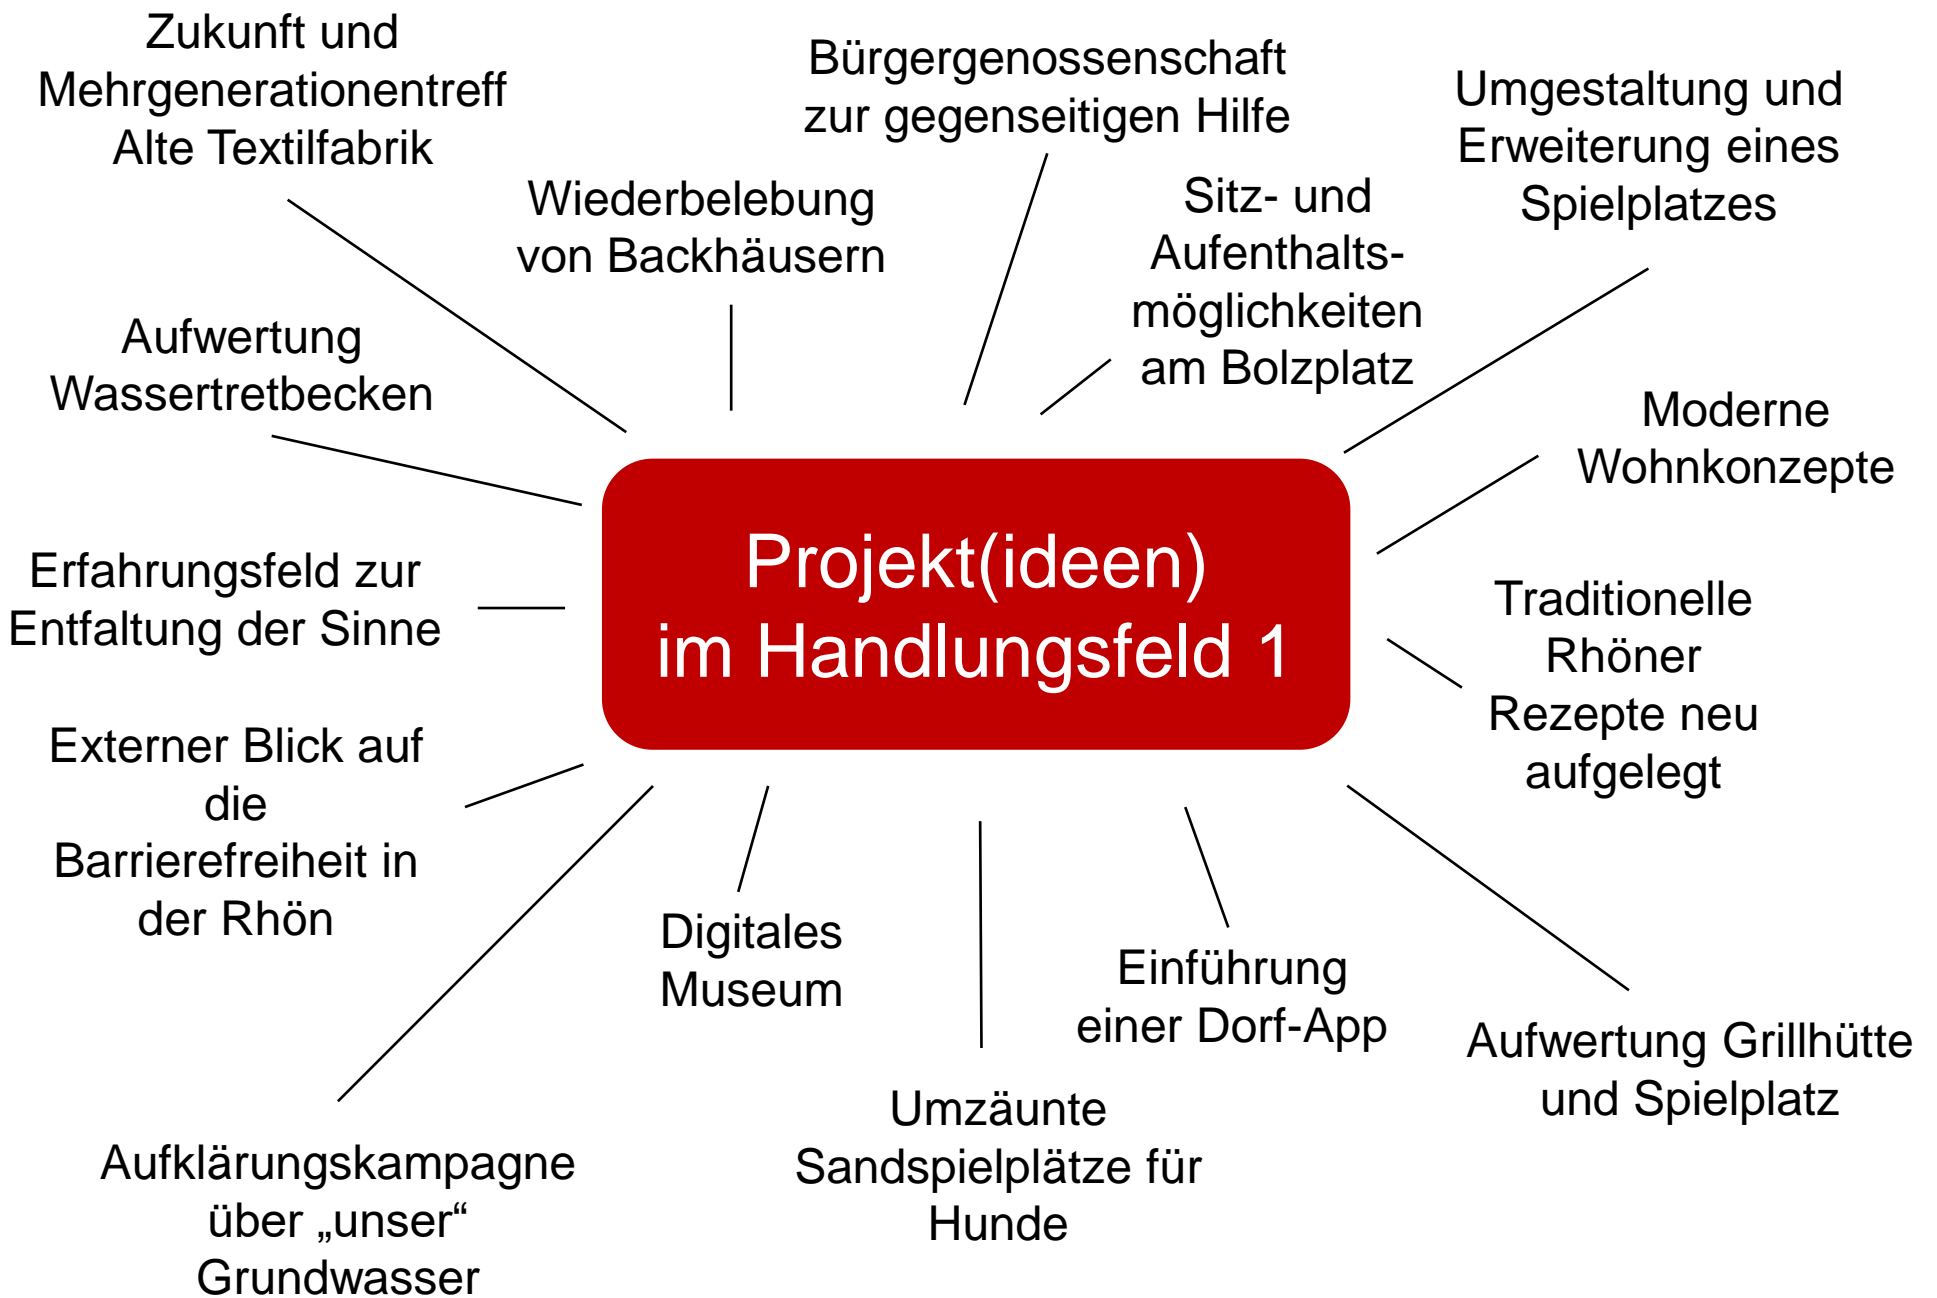 Zukunft und
Mehrgenerationentreff
Alte Textilfabrik
Bürgergenossenschaft
zur gegenseitigen Hilfe
Umgestaltung und
Erweiterung eines
Spielplatzes
Wiederbelebung
von Backhäusern
Sitz- und
Aufenthalts-
möglichkeiten
am Bolzplatz
Aufwertung
Wassertretbecken
Moderne
Wohnkonzepte
Erfahrungsfeld zur
Entfaltung der Sinne
Projekt(ideen)
im Handlungsfeld 1
Traditionelle
Rhöner
Rezepte neu
aufgelegt
Externer Blick auf
die
Barrierefreiheit in
der Rhön
Digitales
Museum
Einführung
einer Dorf-App
Aufwertung Grillhütte
und Spielplatz
Aufklärungskampagne
über „unser“
Grundwasser
Umzäunte
Sandspielplätze für
Hunde